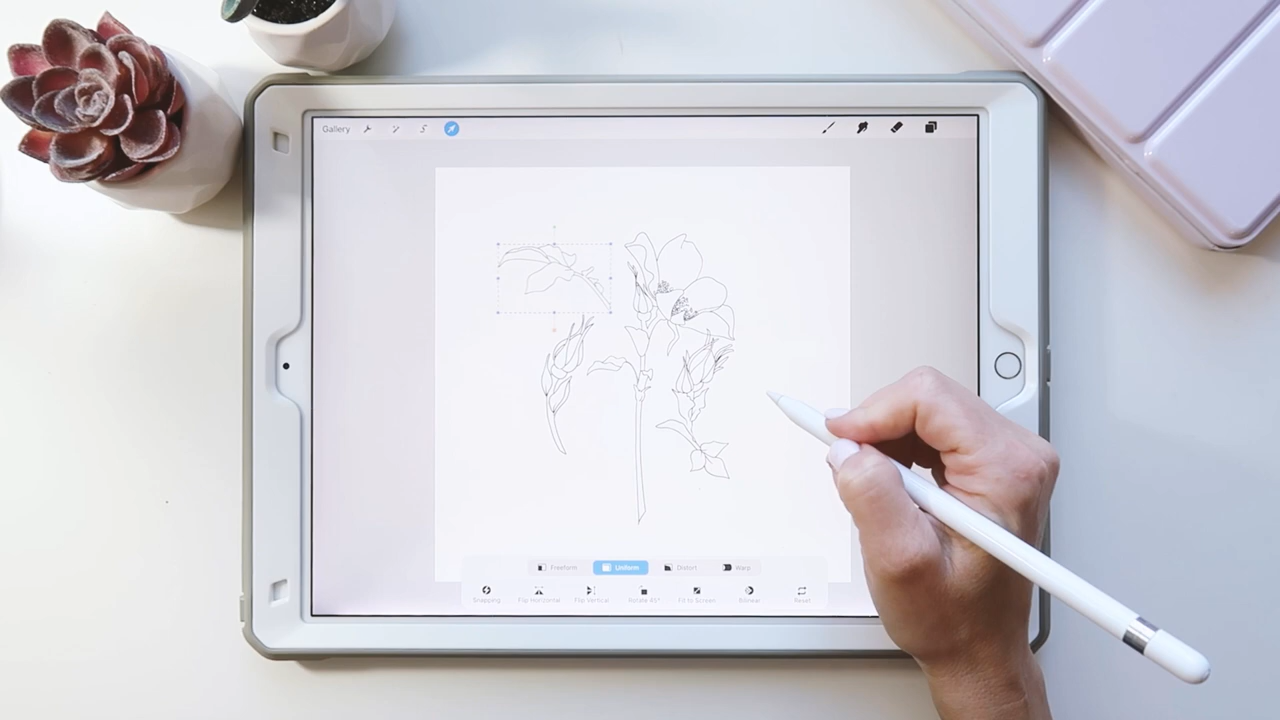 Gallery
Freeform Uniform Distort Warp
Snapping Flip Horizontal Flip Vertical Rotate 45° Fit to Screen Bilinear Reset